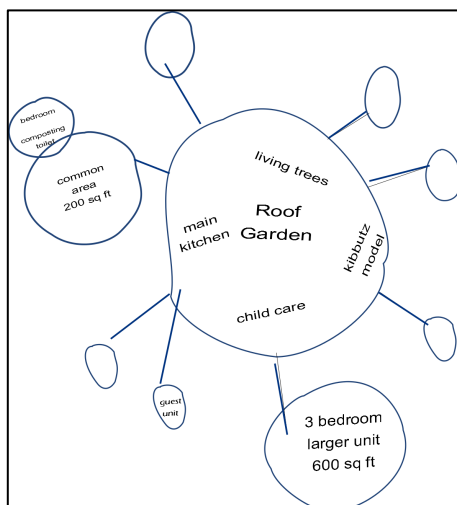 bedroom
composting
toilet
common
area
200 sq ft
living trees
Roof
Garden
main
kitchen
kibbutz
model
child care
guest
unit
3 bedroom
larger unit
600 sq ft